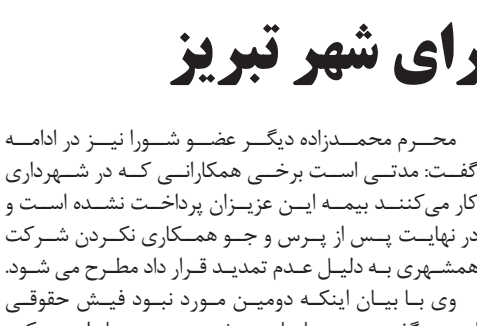 رای شهر تبریز
محرم محمدزاده دیگر عضو شورا نیز در ادامه
گفت: مدتی است برخی همکارانی که در شهرداری
کار می‌کنند بیمه این عزیزان پرداخت نشده است و
در نهایت پس از پرس و جو همکاری نکردن شرکت
همشهری به دلیل عدم تمدید قرار داد مطرح می شود.
وی با بیان اینکه دومین مورد نبود فیش حقوقی